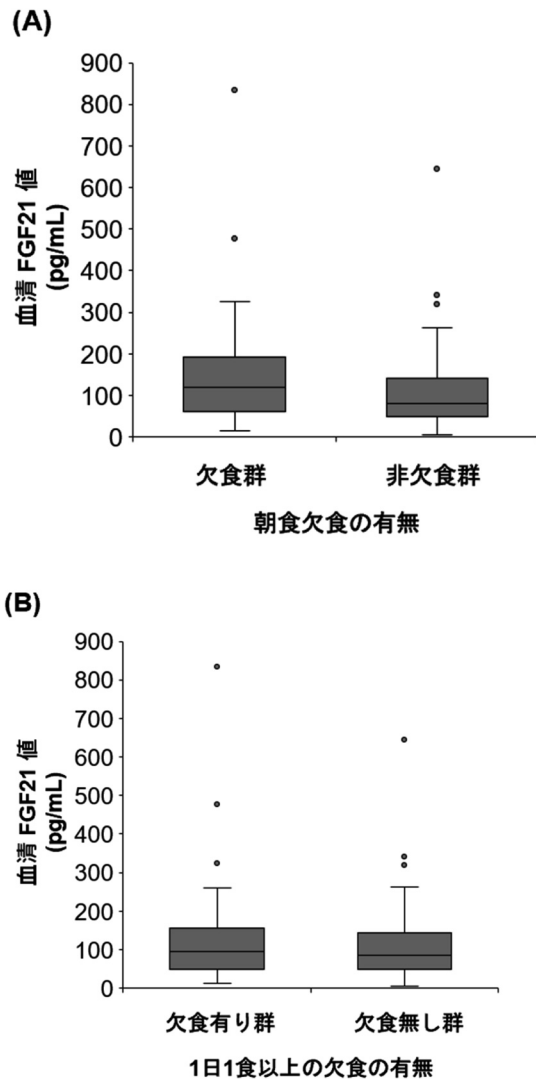 (A)
血清 FGF21 値
(pg/mL)
900
800
700
600
500
400
300
200
100
0
欠食群
非欠食群
朝食欠食の有無
(B)
血清 FGF21 値
(pg/mL)
900
800
700
600
500
400
300
200
100
0
欠食有り群
欠食無し群
1日1食以上の欠食の有無